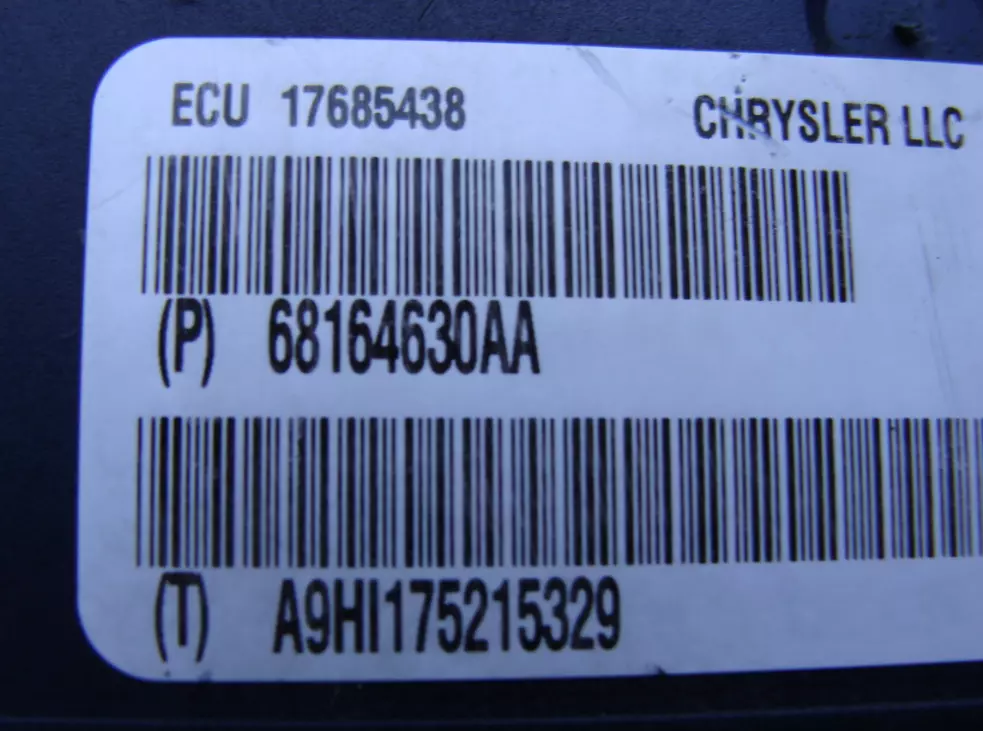 ECU 17685438 CHRYSLER LLC
(P) 68164630AA
(T) A9HI175215329